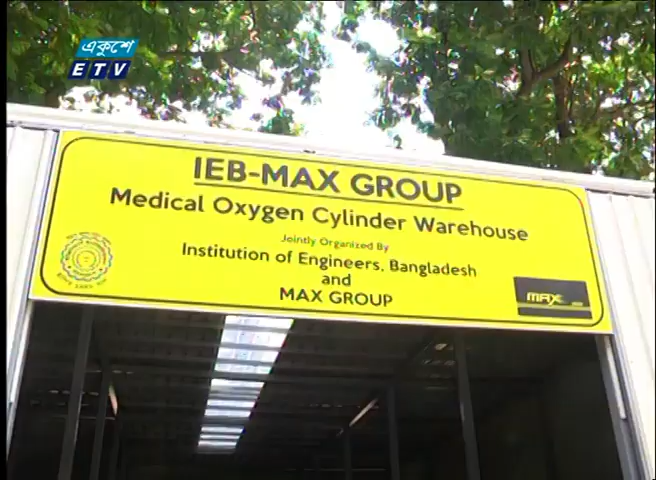 একুশে
ETV
IEB-MAX GROUP
Medical Oxygen Cylinder Warehouse
Jointly Organized By
Institution of Engineers, Bangladesh
and
MAX GROUP
MAX